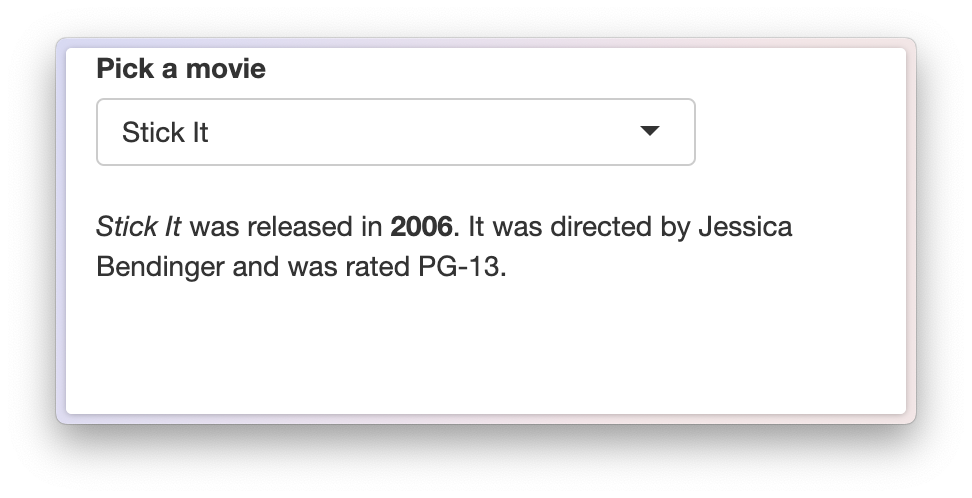 Pick a movie
Stick It
Stick It was released in 2006. It was directed by Jessica
Bendinger and was rated PG-13.